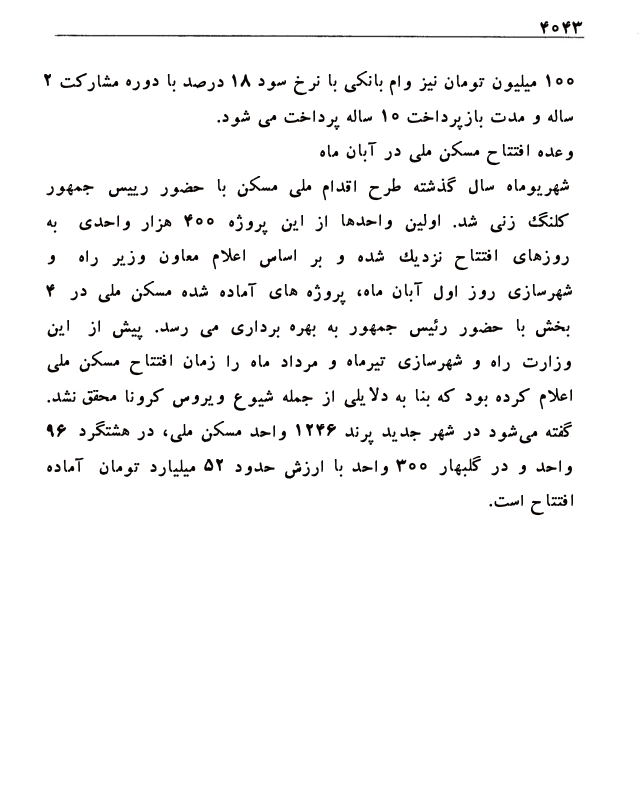 ۴۰۴۳
۱۰۰ میلیون تومان نیز وام بانکی با نرخ سود ۱۸ درصد با دوره مشارکت ۲
ساله و مدت بازپرداخت ۱۰ ساله پرداخت می شود.
وعده افتتاح مسکن ملی در آبان ماه
شهریوماه سال گذشته طرح اقدام ملی مسکن با حضور رییس جمهور
کلنگ زنی شد. اولین واحدها از این پروژه ۴۰۰ هزار واحدی به
روزهای افتتاح نزدیک شده و بر اساس اعلام معاون وزیر راه و
شهرسازی روز اول آبان ماه، پروژه های آماده شده مسکن ملی در ۴
بخش با حضور رئیس جمهور به بهره برداری می رسد. پیش از این
وزارت راه و شهرسازی تیرماه و مرداد ماه را زمان افتتاح مسکن ملی
اعلام کرده بود که بنا به دلایلی از جمله شیوع ویروس کرونا محقق نشد.
گفته می‌شود در شهر جدید پرند ۱۲۴۶ واحد مسکن ملی، در هشتگرد ۹۶
واحد و در گلبهار ۳۰۰ واحد با ارزش حدود ۵۲ میلیارد تومان آماده
افتتاح است.